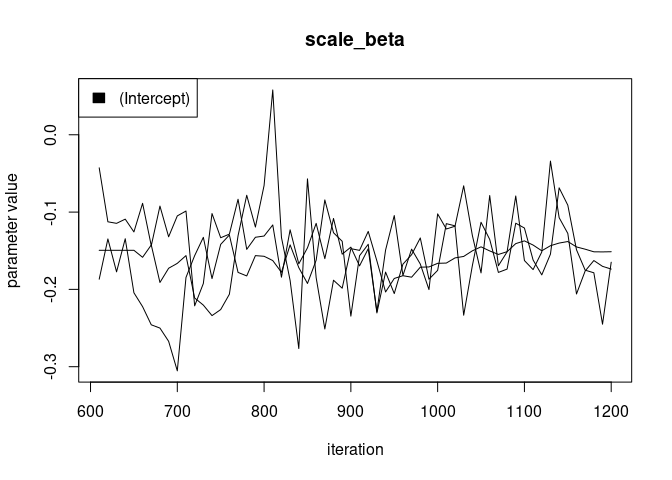 scale_beta
(Intercept)
parameter value
0.0
-0.1
-0.2
-0.3
600 700 800 900 1000 1100 1200
iteration